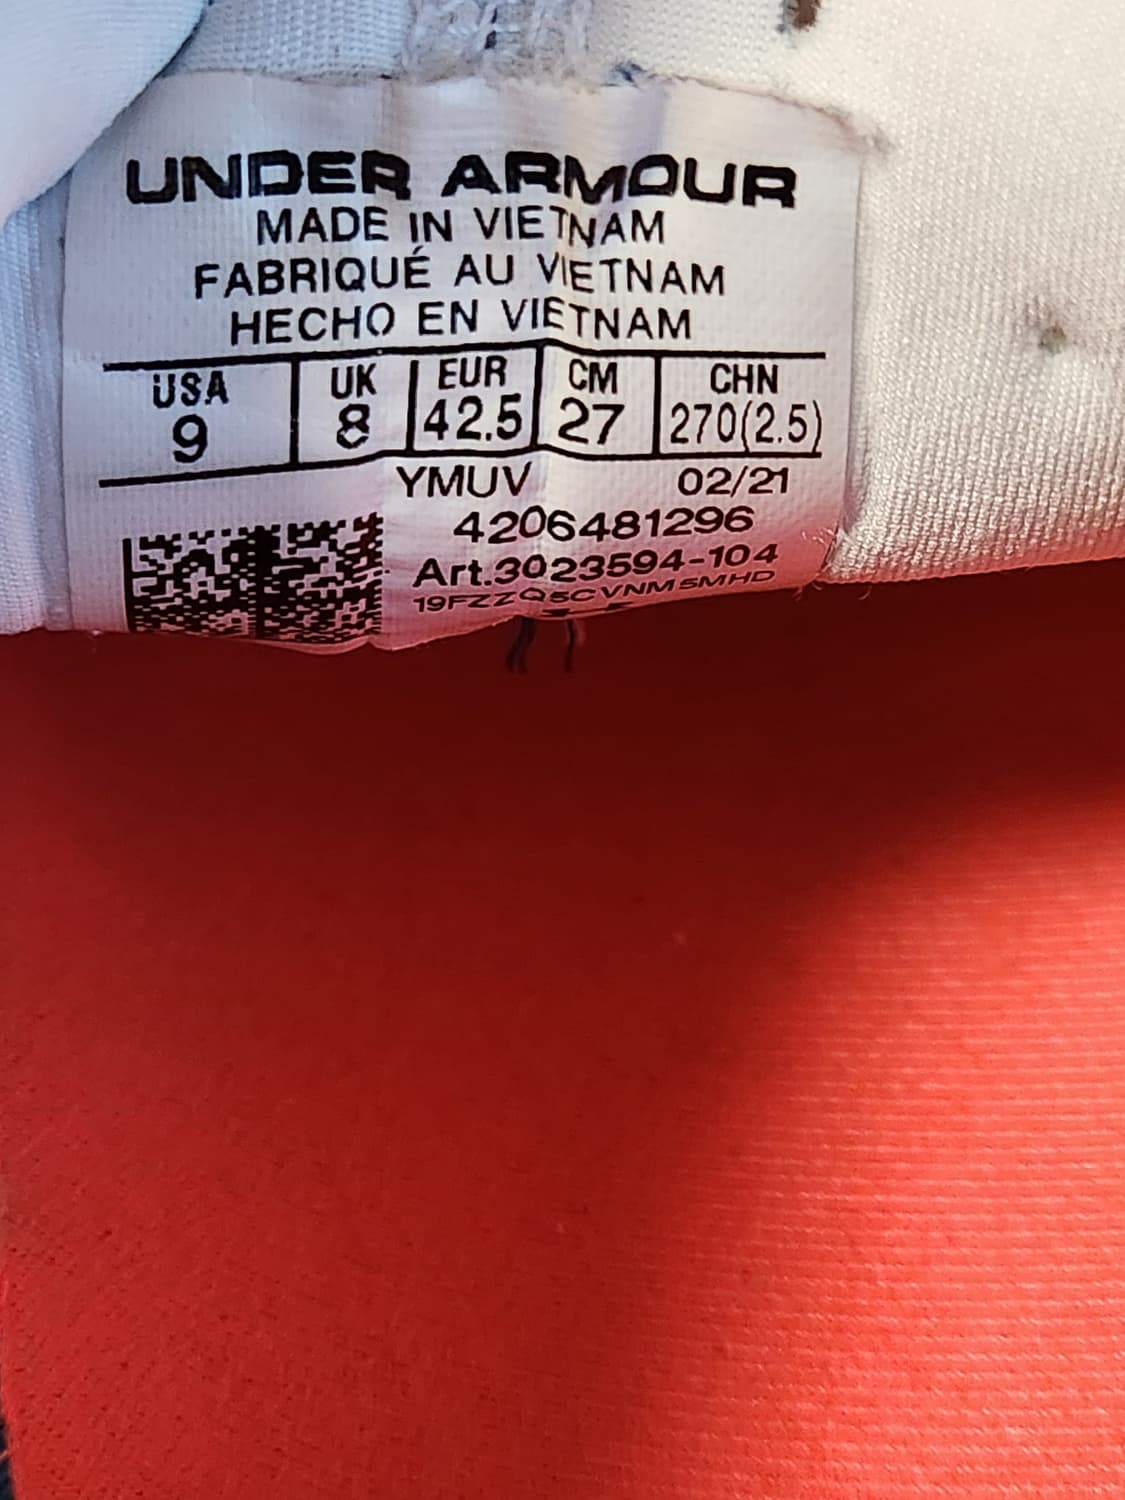 UNDER ARMOUR
MADE IN VIETNAM
FABRIQUÉ AU VIETNAM
HECHO EN VIETNAM
USA UK EUR CM CHN
9 8 42.5 27 270(2.5)
YMUV 02/21
4206481296
Art.3023594-104
19FZZQ5CVNM5MHD